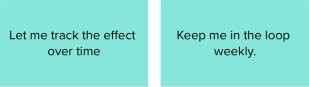 Let me track the effect
over time
Keep me in the loop
weekly.